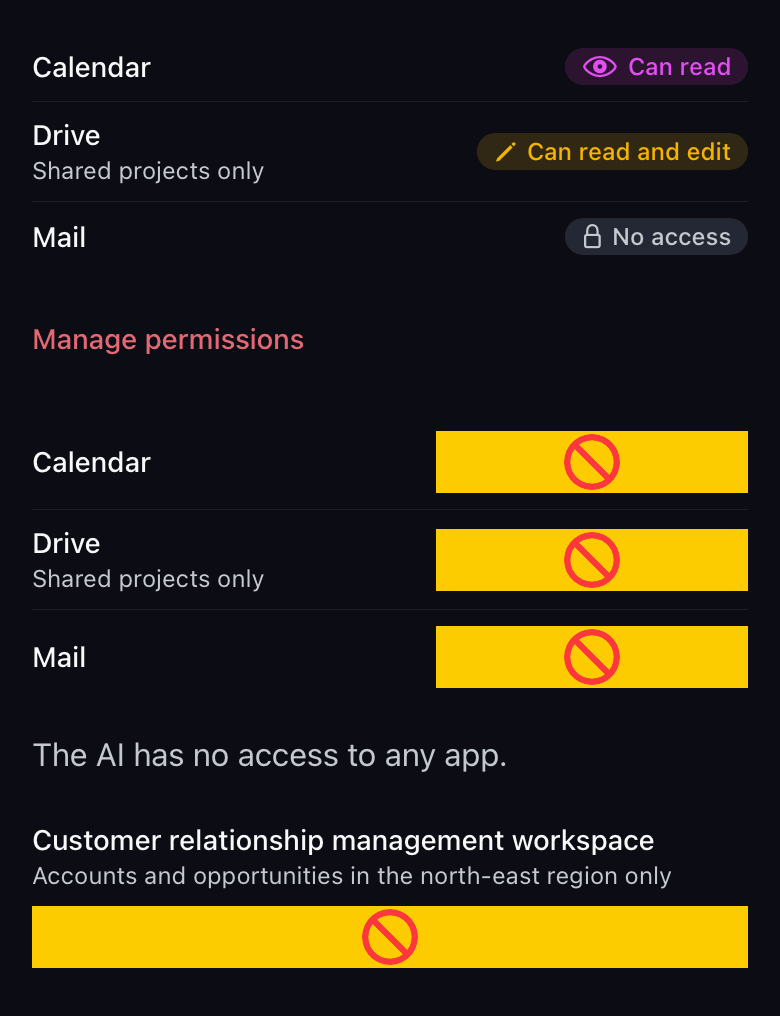 Calendar
Can read
Drive
Can read and edit
Shared projects only
Mail
No access
Manage permissions
Calendar
Drive
Shared projects only
Mail
The AI has no access to any app.
Customer relationship management workspace
Accounts and opportunities in the north-east region only